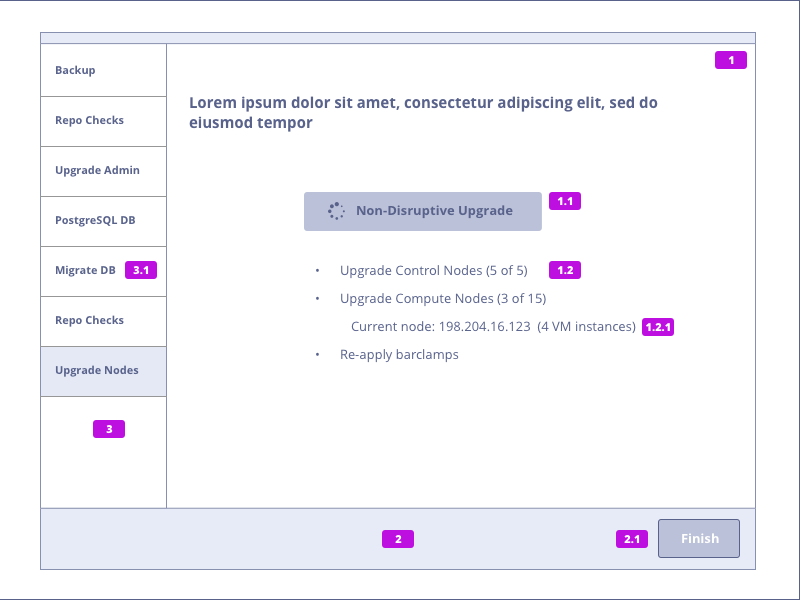 Backup
1
Lorem ipsum dolor sit amet, consectetur adipiscing elit, sed do
eiusmod tempor
Repo Checks
Upgrade Admin
PostgreSQL DB
Migrate DB 3.1
Repo Checks
Upgrade Nodes
3
Non-Disruptive Upgrade 1.1
• Upgrade Control Nodes (5 of 5) 1.2
• Upgrade Compute Nodes (3 of 15)
Current node: 198.204.16.123 (4 VM instances) 1.2.1
• Re-apply barclamps
2
2.1 Finish